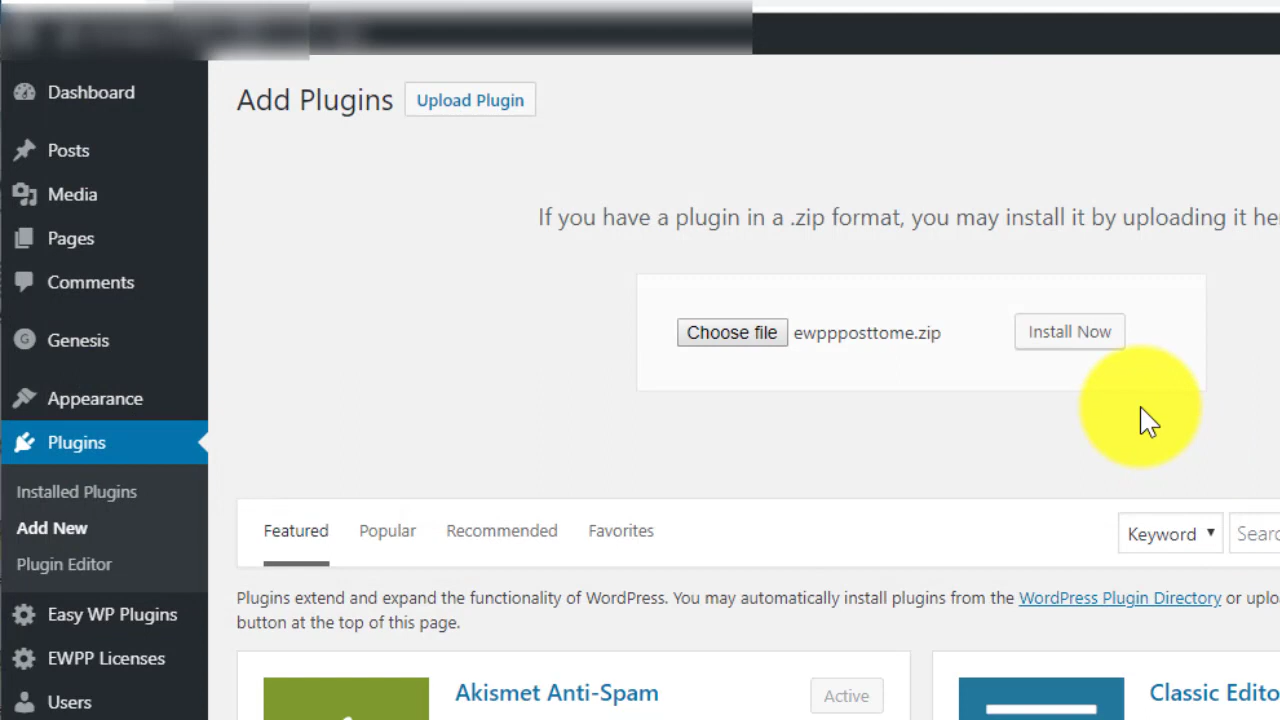 Dashboard
Posts
Media
Pages
Comments
Genesis
Appearance
Plugins
Installed Plugins
Add New
Plugin Editor
Easy WP Plugins
EWPP Licenses
Users
Add Plugins Upload Plugin
If you have a plugin in a .zip format, you may install it by uploading it he
Choose file ewppposttome.zip Install Now
Featured Popular Recommended Favorites Keyword Searc
Plugins extend and expand the functionality of WordPress. You may automatically install plugins from the WordPress Plugin Directory or uplo
button at the top of this page.
Akismet Anti-Spam Active Classic Edito